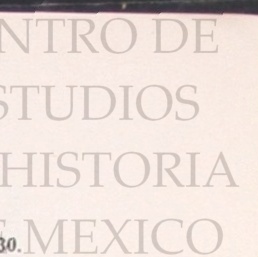 NTRO DE
STUDIOS
HISTORIA
E MEXICO
30.